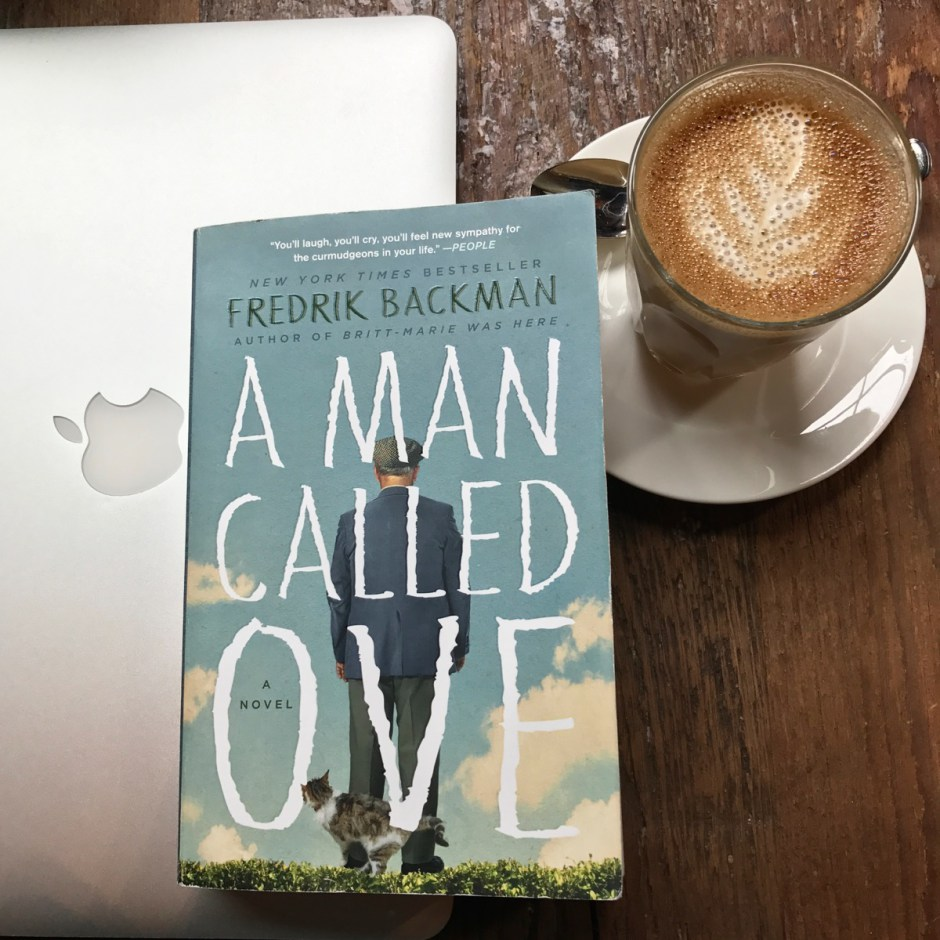 "You'll laugh, you'll cry, you'll feel new sympathy for
the curmudgeons in your life." —PEOPLE
NEW YORK TIMES BESTSELLER
FREDRIK BACKMAN
AUTHOR OF BRITT-MARIE WAS HERE
A MAN
CALLED
OVE
A
NOVEL